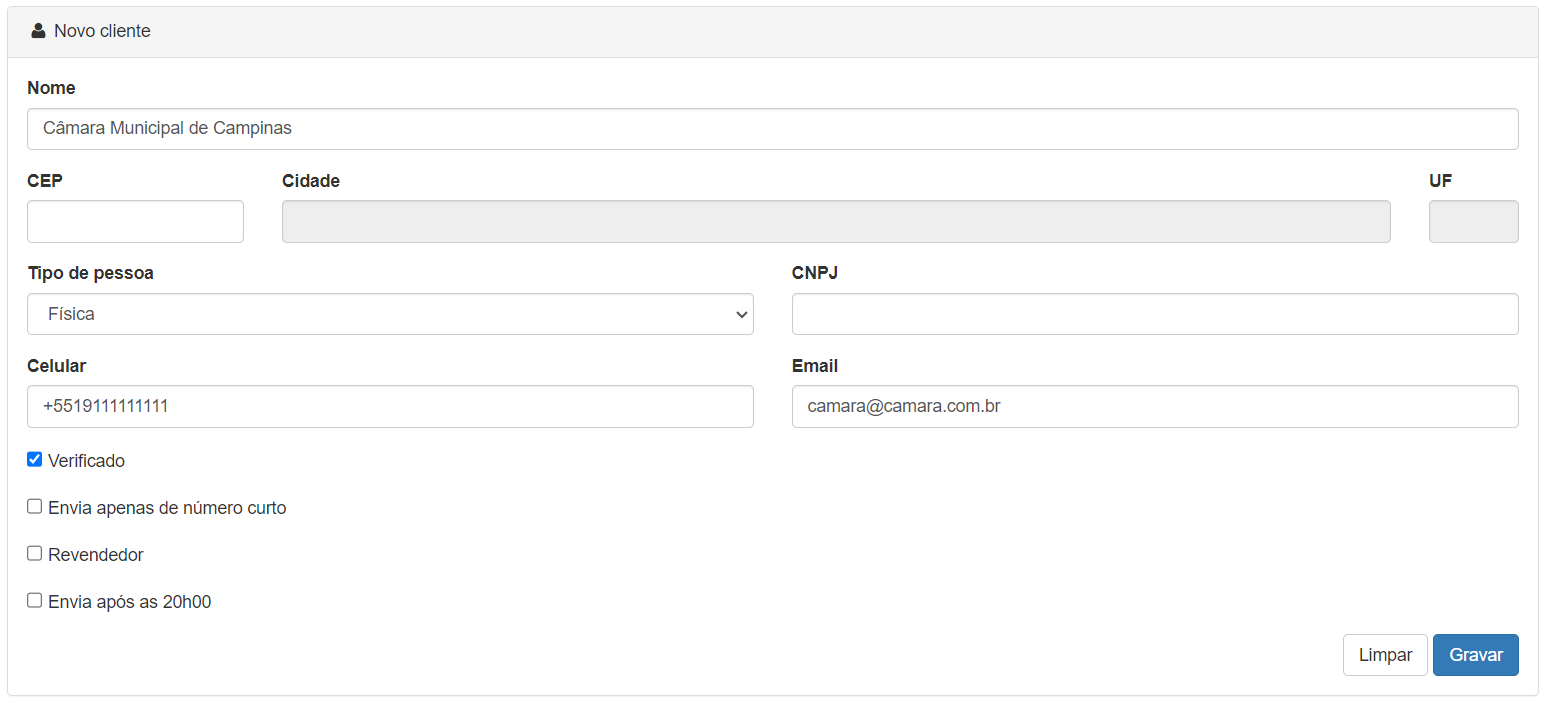 Novo cliente
Nome
Câmara Municipal de Campinas
CEP Cidade UF
Tipo de pessoa CNPJ
Física
Celular Email
+5519111111111 camara@camara.com.br
Verificado
Envia apenas de número curto
Revendedor
Envia após as 20h00
Limpar Gravar